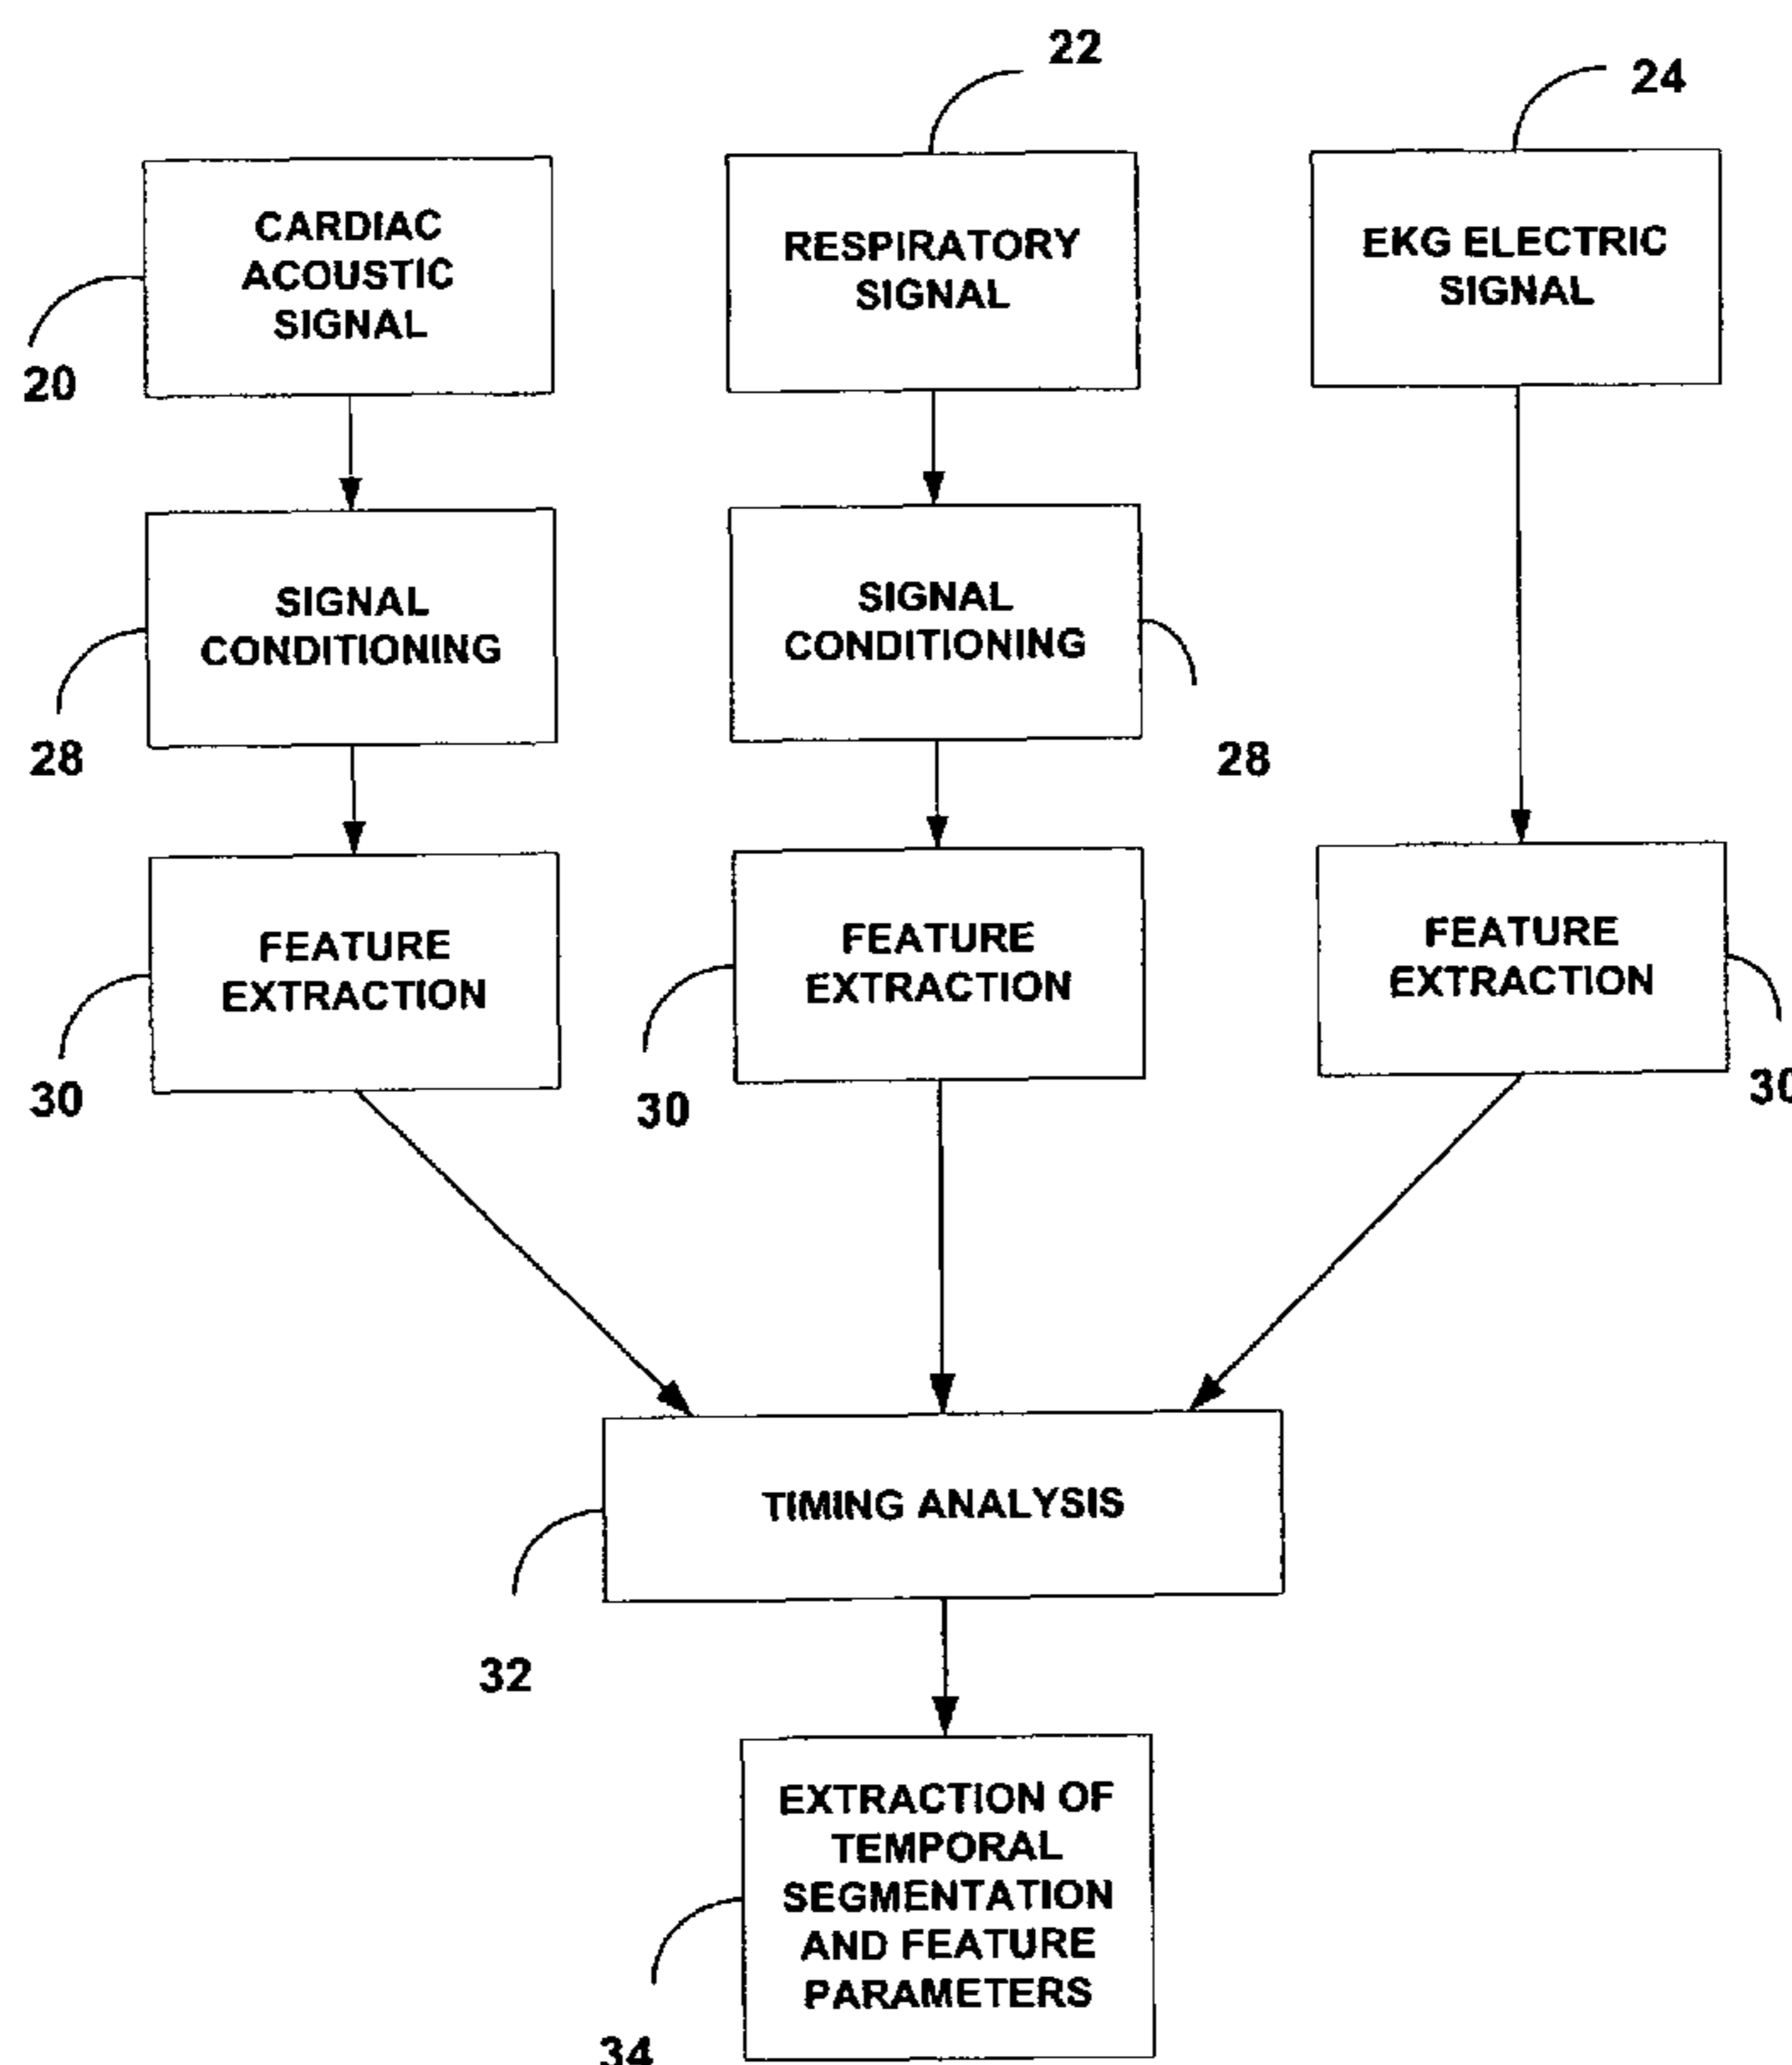 22
24
CARDIAC
ACOUSTIC
SIGNAL
RESPIRATORY
SIGNAL
EKG ELECTRIC
SIGNAL
20
SIGNAL
CONDITIONING
SIGNAL
CONDITIONING
28
28
FEATURE
EXTRACTION
FEATURE
EXTRACTION
FEATURE
EXTRACTION
30
30
30
TIMING ANALYSIS
32
EXTRACTION OF
TEMPORAL
SEGMENTATION
AND FEATURE
PARAMETERS
34